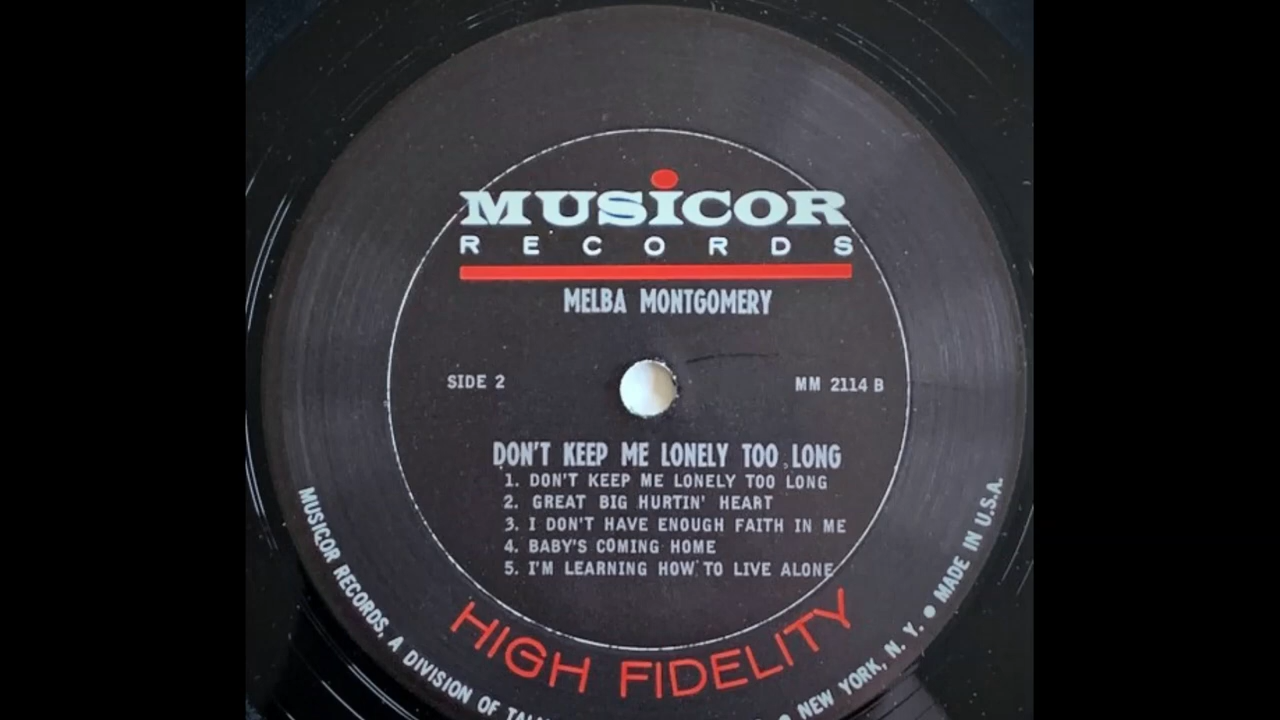 MUSICOR
RECORDS
MELBA MONTGOMERY
SIDE 2
MM 2114 B
DON'T KEEP ME LONELY TOO LONG
1. DON'T KEEP ME LONELY TOO LONG
2. GREAT BIG HURTIN' HEART
3. I DON'T HAVE ENOUGH FAITH IN ME
4. BABY'S COMING HOME
5. I'M LEARNING HOW TO LIVE ALONE
HIGH FIDELITY
MUSICOR RECORDS, A DIVISION OF
● NEW YORK, N. Y. ● MADE IN U.S.A.